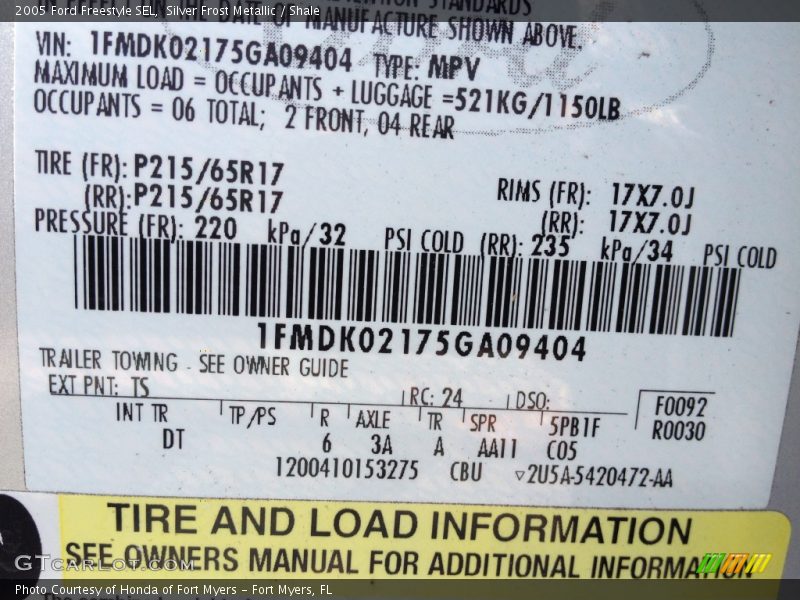 2005 Ford Freestyle SEL, Silver Frost Metallic / Shale
STANDARDS
DATE OF MANUFACTURE SHOWN ABOVE.
VIN: 1FMDK02175GA09404 TYPE: MPV
MAXIMUM LOAD = OCCUPANTS + LUGGAGE =521KG/1150LB
OCCUPANTS = 06 TOTAL; 2 FRONT, 04 REAR
TIRE (FR): P215/65R17 RIMS (FR): 17X7.0J
(RR): P215/65R17 (RR): 17X7.0J
PRESSURE (FR): 220 kPa/32 PSI COLD (RR): 235 kPa/34 PSI COLD
1FMDK02175GA09404
TRAILER TOWING - SEE OWNER GUIDE
EXT PNT: TS RC: 24 DSO: F0092
INT TR TP/PS R AXLE TR SPR 5PB1F R0030
DT 6 3A A AA11 C05
1200410153275 CBU ▽2U5A-5420472-AA
TIRE AND LOAD INFORMATION
SEE OWNERS MANUAL FOR ADDITIONAL INFORMATION
GTCarLot.com
Photo Courtesy of Honda of Fort Myers - Fort Myers, FL